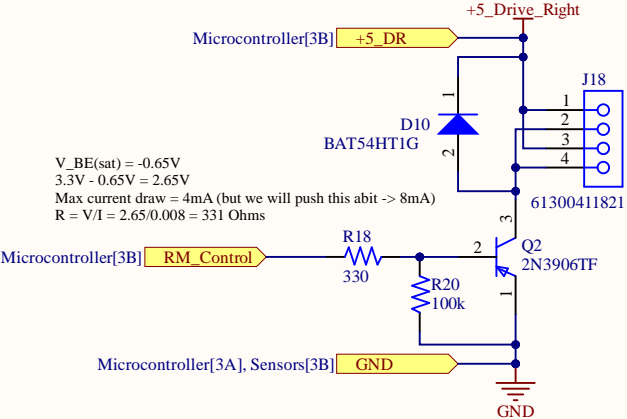 +5_Drive_Right
Microcontroller[3B] +5_DR
J18
1
1
2
3
4
D10
BAT54HT1G
2
61300411821
V_BE(sat) = -0.65V
3.3V - 0.65V = 2.65V
Max current draw = 4mA (but we will push this abit -> 8mA)
R = V/I = 2.65/0.008 = 331 Ohms
3
R18
Q2
2
2N3906TF
Microcontroller[3B] RM_Control
330
R20
100k
1
Microcontroller[3A], Sensors[3B] GND
GND